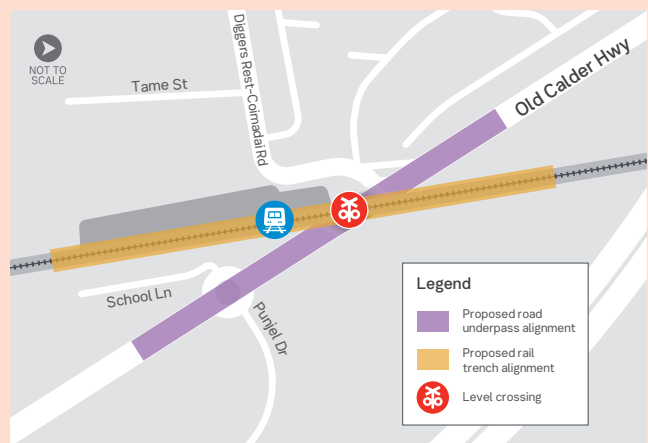 NOT TO
SCALE
Tame St
Diggers Rest-Coimadai Rd
Old Calder Hwy
School Ln
Punjel Dr
Legend
Proposed road
underpass alignment
Proposed rail
trench alignment
Level crossing